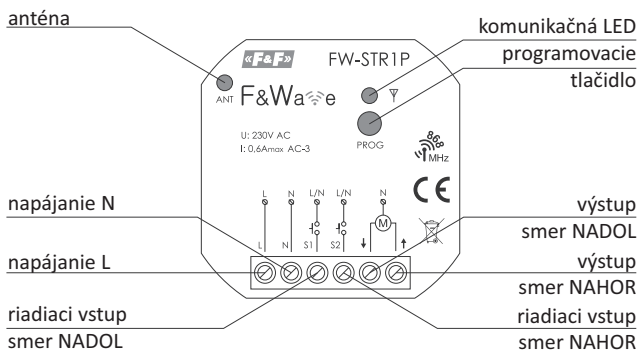 anténa
komunikačná LED
programovacie
tlačidlo
«F&F» FW-STR1P
ANT F&Wave
U: 230V AC
I: 0,6Amax AC-3
PROG
868
MHz
CE
L N L/N L/N N
M
L N S1 S2 ↓ ↑
napájanie N
napájanie L
riadiaci vstup
smer NADOL
výstup
smer NADOL
výstup
smer NAHOR
riadiaci vstup
smer NAHOR